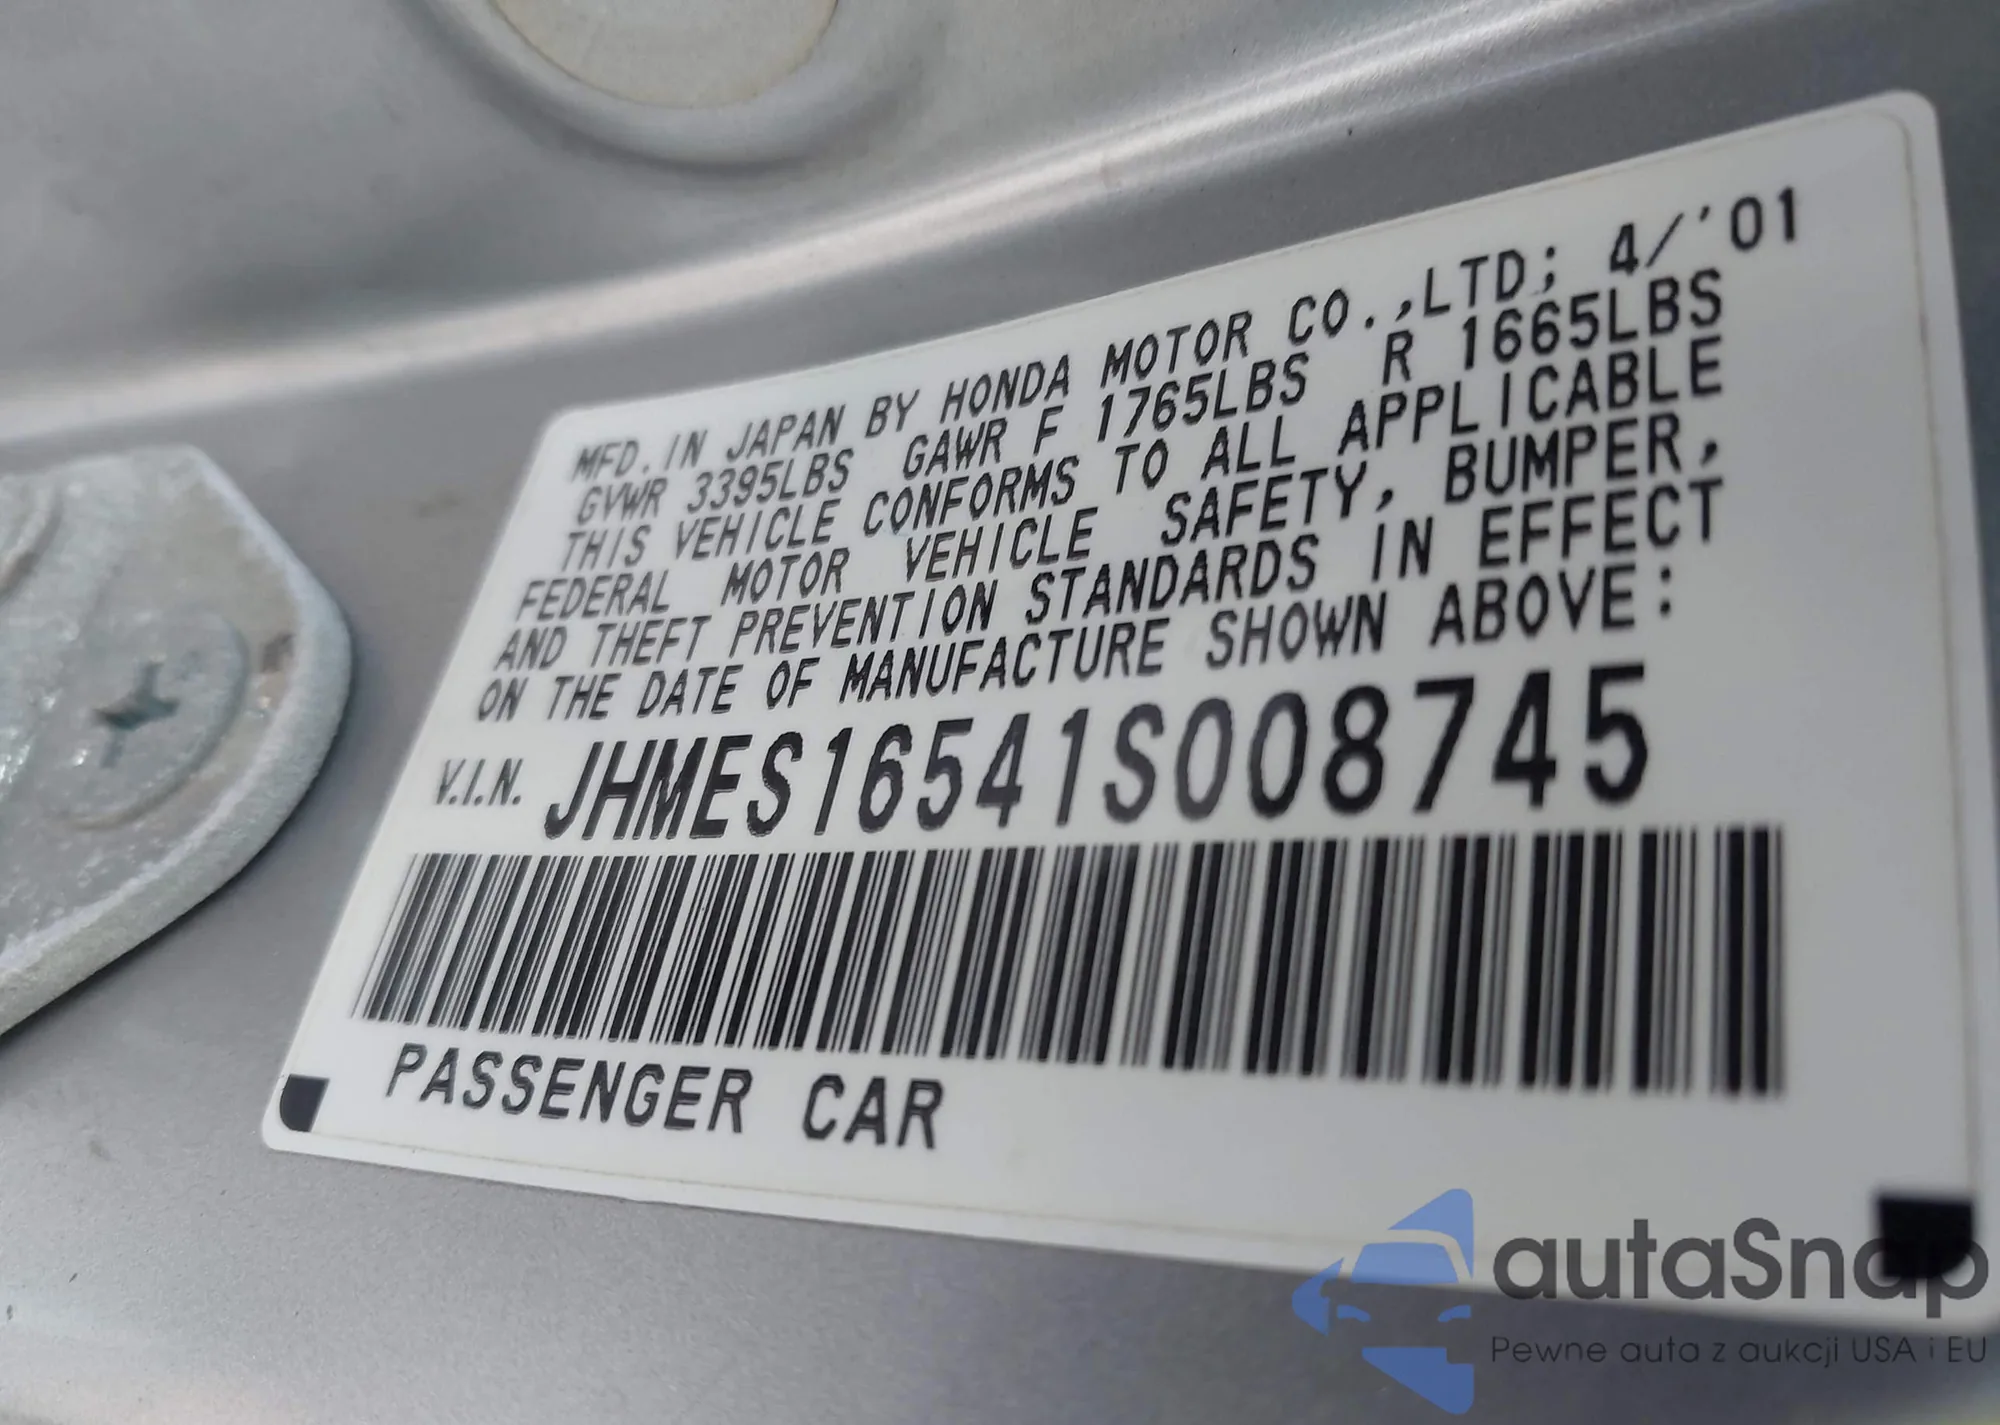 MFD. IN JAPAN BY HONDA MOTOR CO.,LTD; 4/'01
GVWR 3395LBS GAWR F 1765LBS R 1665LBS
THIS VEHICLE CONFORMS TO ALL APPLICABLE
FEDERAL MOTOR VEHICLE SAFETY, BUMPER,
AND THEFT PREVENTION STANDARDS IN EFFECT
ON THE DATE OF MANUFACTURE SHOWN ABOVE:
V.I.N. JHMES16541S008745
PASSENGER CAR
autaSnap
Pewne auta z aukcji USA i EU